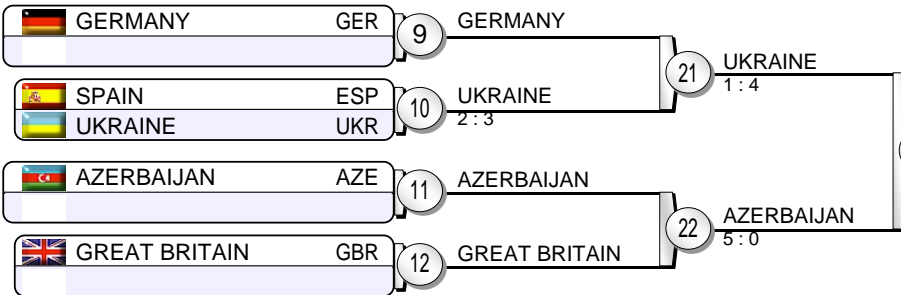 GERMANY GER
9
GERMANY
SPAIN ESP
UKRAINE UKR
10
UKRAINE
2 : 3
21
UKRAINE
1 : 4
AZERBAIJAN AZE
11
AZERBAIJAN
GREAT BRITAIN GBR
12
GREAT BRITAIN
22
AZERBAIJAN
5 : 0